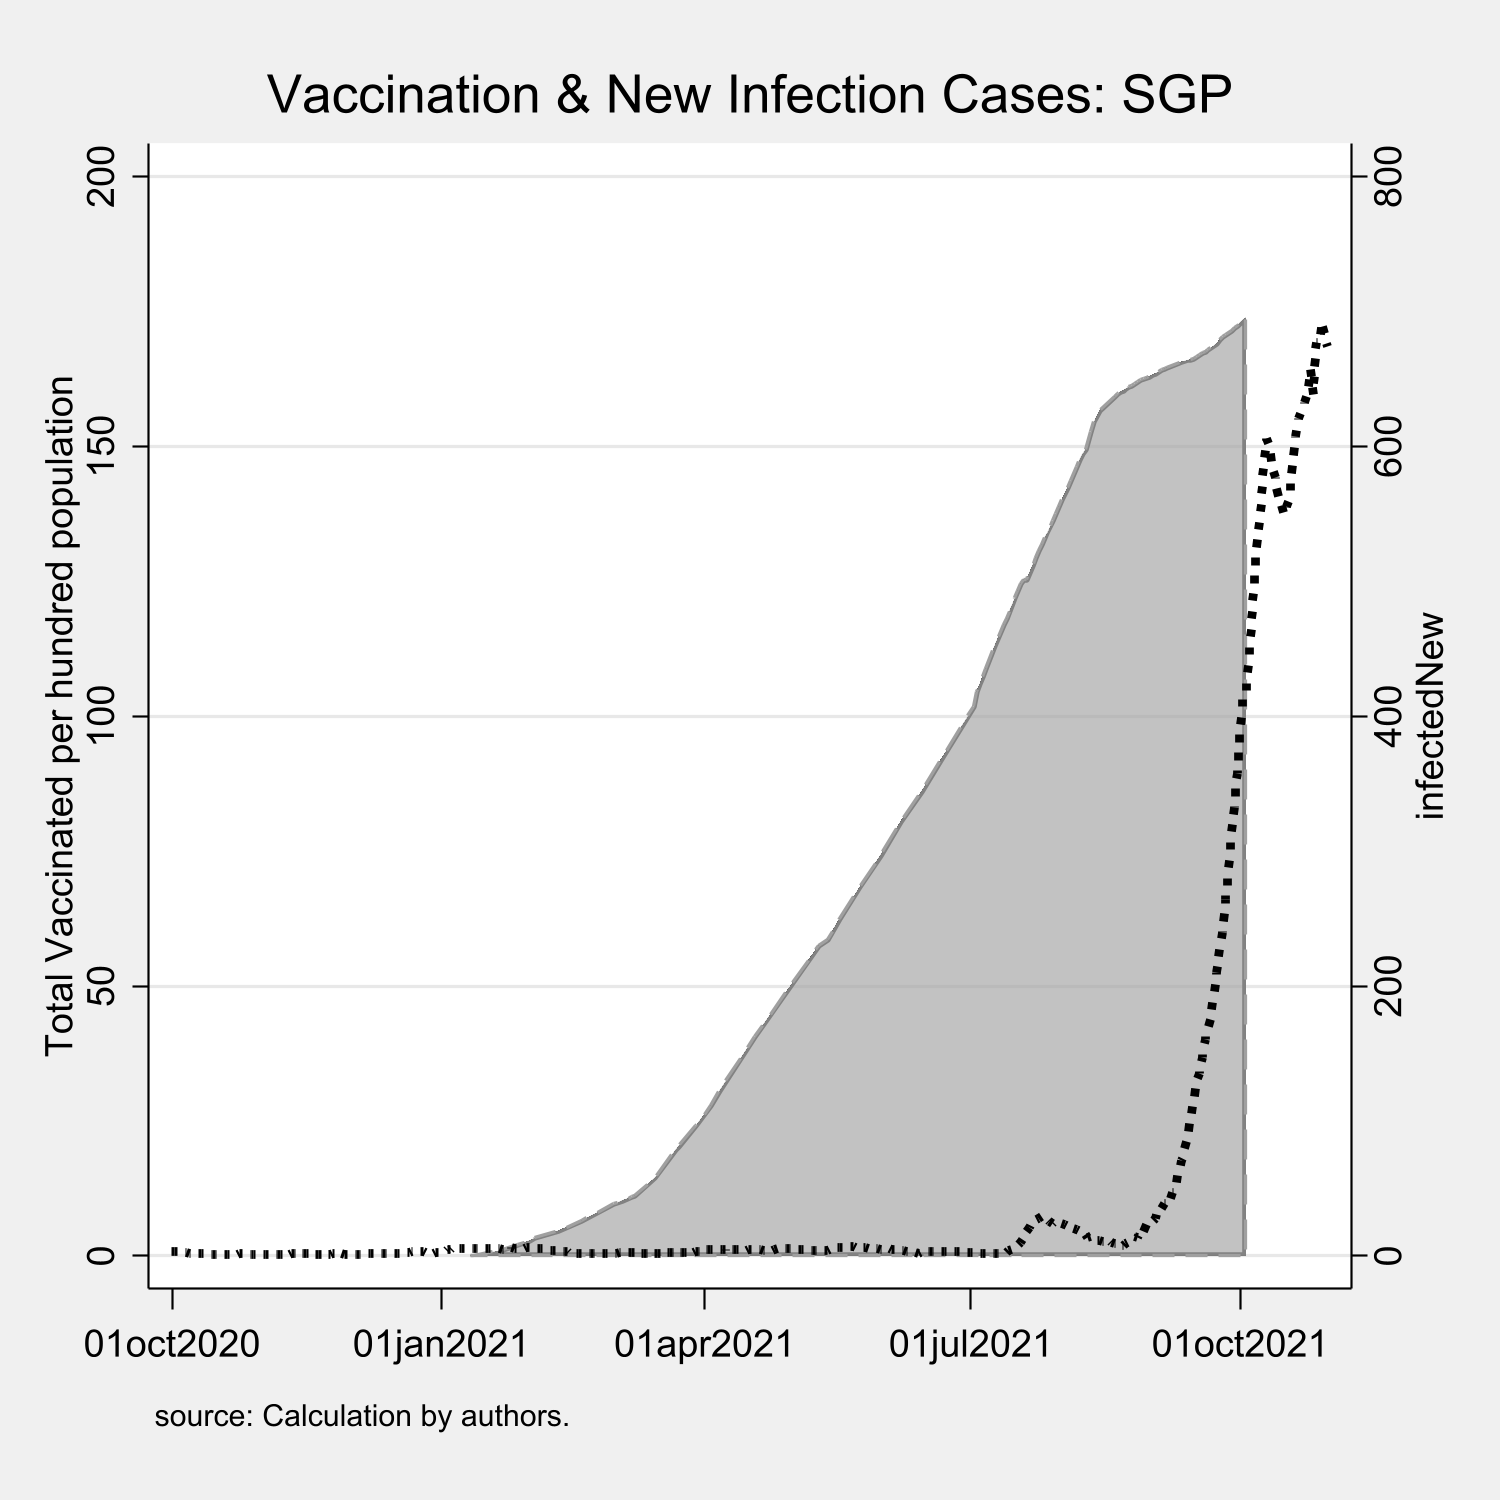 Vaccination & New Infection Cases: SGP
Total Vaccinated per hundred population
200
150
100
50
0
800
600
400
200
0
infectedNew
01oct2020
01jan2021
01apr2021
01jul2021
01oct2021
source: Calculation by authors.